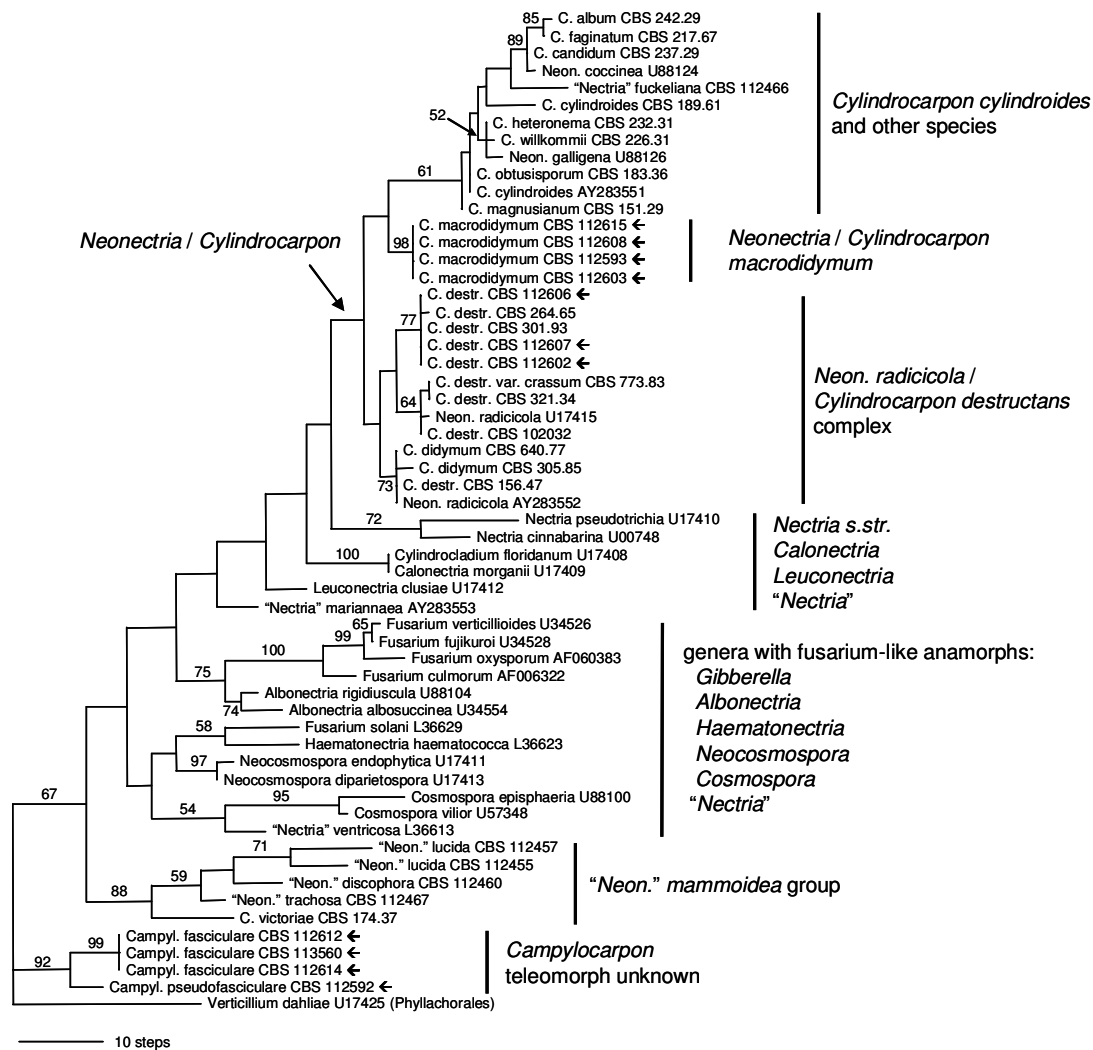 85
C. album CBS 242.29
C. faginatum CBS 217.67
89
C. candidum CBS 237.29
Neon. coccinea U88124
“Nectria” fuckeliana CBS 112466
C. cylindroides CBS 189.61
52
C. heteronema CBS 232.31
C. willkommii CBS 226.31
Neon. galligena U88126
61
C. obtusisporum CBS 183.36
C. cylindroides AY283551
C. magnusianum CBS 151.29
Cylindrocarpon cylindroides
and other species
Neonectria / Cylindrocarpon
98
C. macrodidymum CBS 112615 ←
C. macrodidymum CBS 112608 ←
C. macrodidymum CBS 112593 ←
C. macrodidymum CBS 112603 ←
Neonectria / Cylindrocarpon
macrodidymum
77
C. destr. CBS 112606 ←
C. destr. CBS 264.65
C. destr. CBS 301.93
C. destr. CBS 112607 ←
C. destr. CBS 112602 ←
64
C. destr. var. crassum CBS 773.83
C. destr. CBS 321.34
Neon. radicicola U17415
C. destr. CBS 102032
73
C. didymum CBS 640.77
C. didymum CBS 305.85
C. destr. CBS 156.47
Neon. radicicola AY283552
Neon. radicicola /
Cylindrocarpon destructans
complex
72
Nectria pseudotrichia U17410
Nectria cinnabarina U00748
100
Cylindrocladium floridanum U17408
Calonectria morganii U17409
Leuconectria clusiae U17412
“Nectria” mariannaea AY283553
Nectria s.str.
Calonectria
Leuconectria
“Nectria”
65
Fusarium verticillioides U34526
99
Fusarium fujikuroi U34528
100
Fusarium oxysporum AF060383
Fusarium culmorum AF006322
75
Albonectria rigidiuscula U88104
74
Albonectria albosuccinea U34554
58
Fusarium solani L36629
Haematonectria haematococca L36623
97
Neocosmospora endophytica U17411
Neocosmospora diparietospora U17413
95
Cosmospora episphaeria U88100
54
Cosmospora vilior U57348
“Nectria” ventricosa L36613
genera with fusarium-like anamorphs:
Gibberella
Albonectria
Haematonectria
Neocosmospora
Cosmospora
“Nectria”
67
71
“Neon.” lucida CBS 112457
“Neon.” lucida CBS 112455
59
“Neon.” discophora CBS 112460
88
“Neon.” trachosa CBS 112467
C. victoriae CBS 174.37
“Neon.” mammoidea group
99
Campyl. fasciculare CBS 112612 ←
Campyl. fasciculare CBS 113560 ←
92
Campyl. fasciculare CBS 112614 ←
Campyl. pseudofasciculare CBS 112592 ←
Campylocarpon
teleomorph unknown
Verticillium dahliae U17425 (Phyllachorales)
10 steps